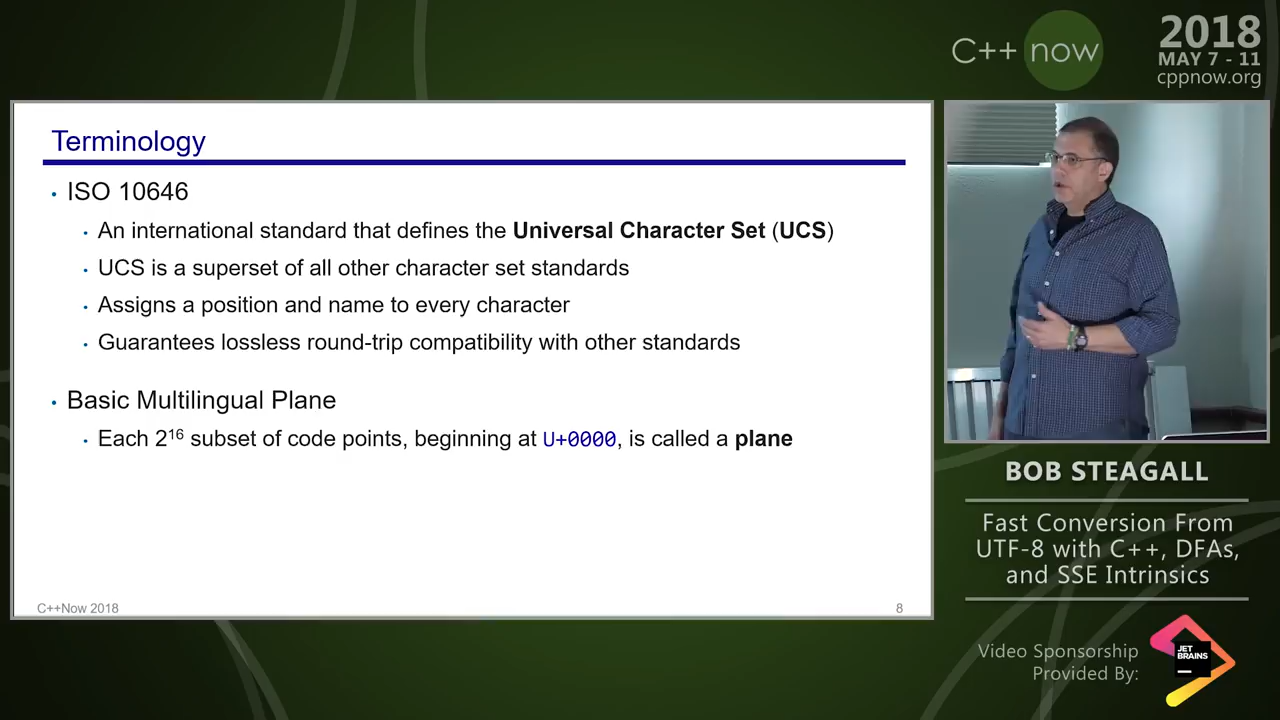 C++ now
2018
MAY 7 - 11
cppnow.org
Terminology
• ISO 10646
• An international standard that defines the Universal Character Set (UCS)
• UCS is a superset of all other character set standards
• Assigns a position and name to every character
• Guarantees lossless round-trip compatibility with other standards
• Basic Multilingual Plane
• Each 2¹⁶ subset of code points, beginning at U+0000, is called a plane
C++Now 2018
8
BOB STEAGALL
Fast Conversion From
UTF-8 with C++, DFAs,
and SSE Intrinsics
Video Sponsorship
Provided By:
JET
BRAINS